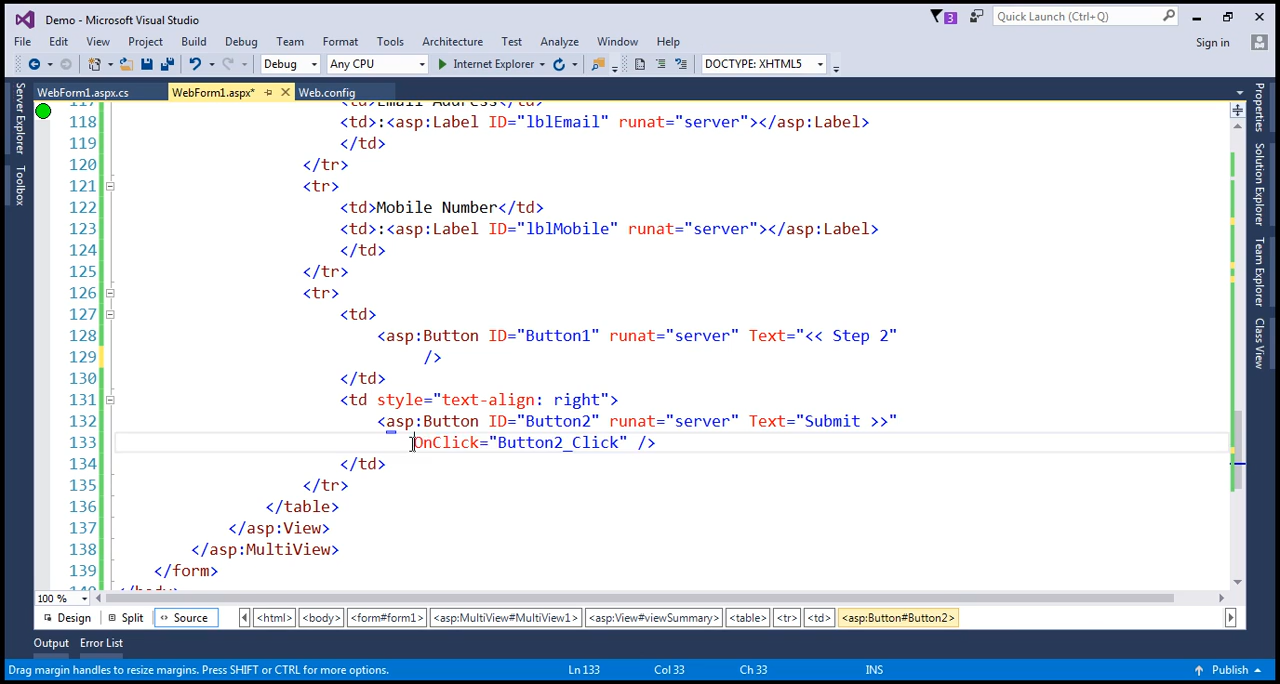 Demo - Microsoft Visual Studio
3
Quick Launch (Ctrl+Q)
File Edit View Project Build Debug Team Format Tools Architecture Test Analyze Window Help
Sign in
Debug Any CPU Internet Explorer DOCTYPE: XHTML5
WebForm1.aspx.cs WebForm1.aspx* Web.config
Server Explorer
Toolbox
Properties
Solution Explorer
Team Explorer
Class View
117 <td>Email Address</td>
118 <td>:<asp:Label ID="lblEmail" runat="server"></asp:Label>
119 </td>
120 </tr>
121 <tr>
122 <td>Mobile Number</td>
123 <td>:<asp:Label ID="lblMobile" runat="server"></asp:Label>
124 </td>
125 </tr>
126 <tr>
127 <td>
128 <asp:Button ID="Button1" runat="server" Text="<< Step 2"
129 />
130 </td>
131 <td style="text-align: right">
132 <asp:Button ID="Button2" runat="server" Text="Submit >>"
133 OnClick="Button2_Click" />
134 </td>
135 </tr>
136 </table>
137 </asp:View>
138 </asp:MultiView>
139 </form>
140 </body>
100 %
Design Split Source <html> <body> <form#form1> <asp:MultiView#MultiView1> <asp:View#viewSummary> <table> <tr> <td> <asp:Button#Button2>
Output Error List
Drag margin handles to resize margins. Press SHIFT or CTRL for more options. Ln 133 Col 33 Ch 33 INS Publish